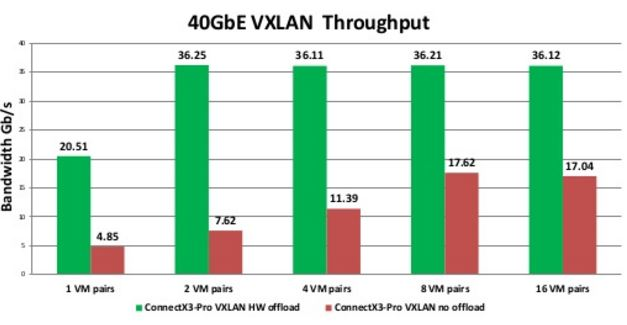 40GbE VXLAN Throughput
Bandwidth Gb/s
40
35
30
25
20
15
10
5
0
20.51
4.85
36.25
7.62
36.11
11.39
36.21
17.62
36.12
17.04
1 VM pairs
2 VM pairs
4 VM pairs
8 VM pairs
16 VM pairs
ConnectX3-Pro VXLAN HW offload
ConnectX3-Pro VXLAN no offload